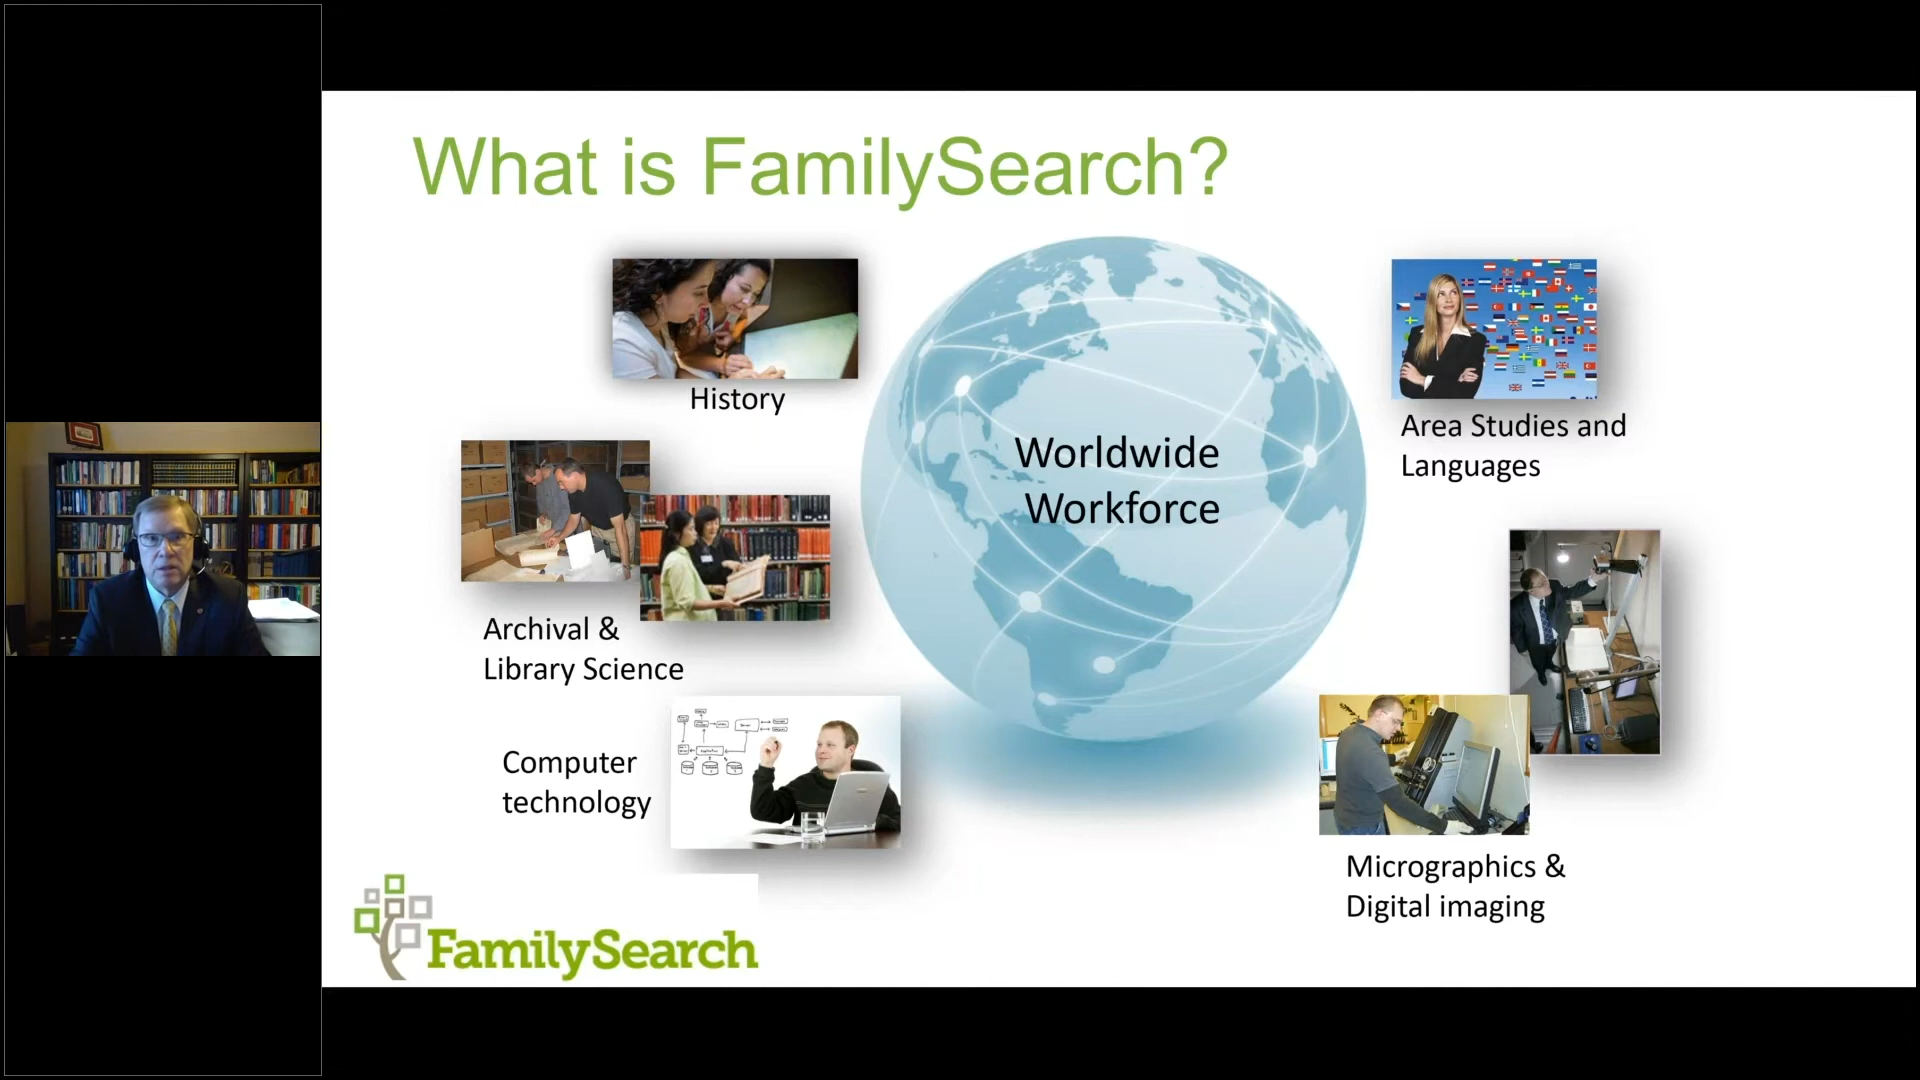 What is FamilySearch?
History
Worldwide
Workforce
Area Studies and
Languages
Archival &
Library Science
Computer
technology
Micrographics &
Digital imaging
FamilySearch